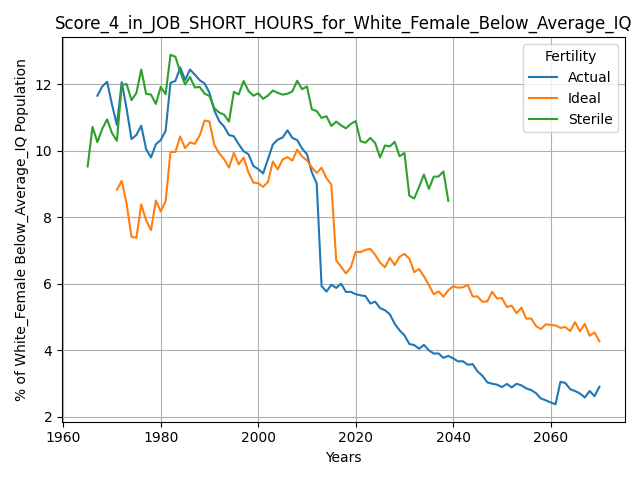 Score_4_in_JOB_SHORT_HOURS_for_White_Female_Below_Average_IQ
% of White_Female Below_Average_IQ Population
12
10
8
6
4
2
Fertility
Actual
Ideal
Sterile
1960
1980
2000
2020
2040
2060
Years